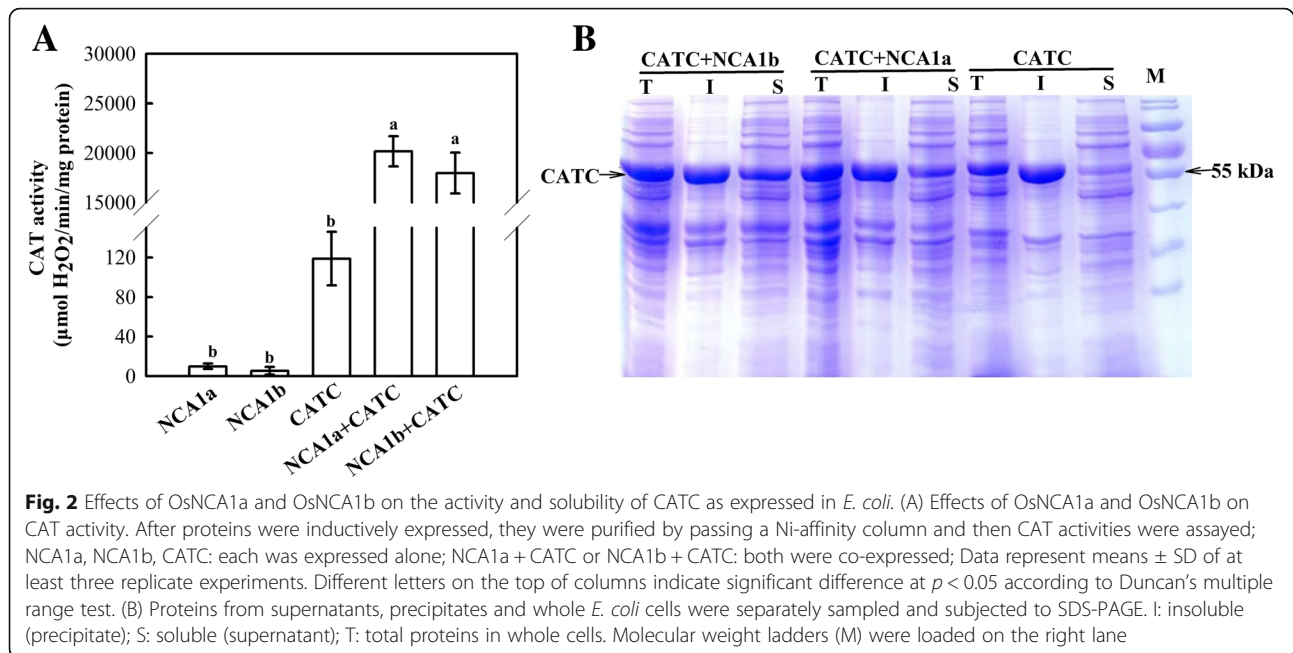 A
30000
25000
20000
15000
120
80
40
0
CAT activity
(µmol H₂O₂/min/mg protein)
b
b
b
a
a
NCA1a
NCA1b
CATC
NCA1a+CATC
NCA1b+CATC
B
CATC+NCA1b CATC+NCA1a CATC
T I S T I S T I S M
CATC
55 kDa
Fig. 2 Effects of OsNCA1a and OsNCA1b on the activity and solubility of CATC as expressed in E. coli. (A) Effects of OsNCA1a and OsNCA1b on
CAT activity. After proteins were inductively expressed, they were purified by passing a Ni-affinity column and then CAT activities were assayed;
NCA1a, NCA1b, CATC: each was expressed alone; NCA1a + CATC or NCA1b + CATC: both were co-expressed; Data represent means ± SD of at
least three replicate experiments. Different letters on the top of columns indicate significant difference at p < 0.05 according to Duncan's multiple
range test. (B) Proteins from supernatants, precipitates and whole E. coli cells were separately sampled and subjected to SDS-PAGE. I: insoluble
(precipitate); S: soluble (supernatant); T: total proteins in whole cells. Molecular weight ladders (M) were loaded on the right lane